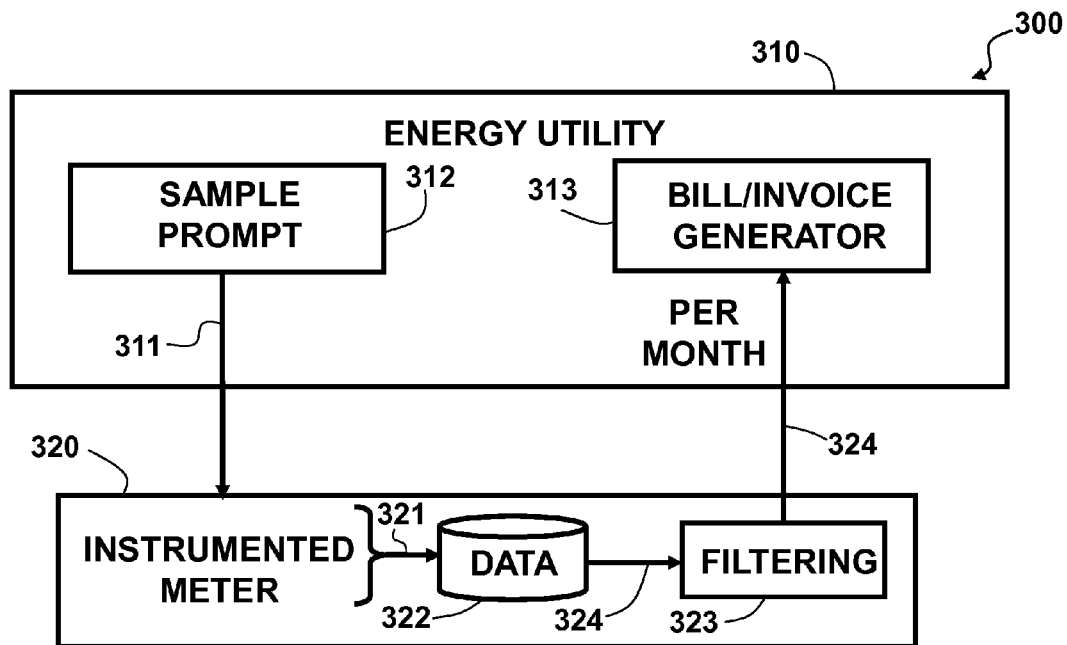 300
310
ENERGY UTILITY
SAMPLE
PROMPT
312
313
BILL/INVOICE
GENERATOR
311
PER
MONTH
320
324
INSTRUMENTED
METER
321
DATA
322
324
FILTERING
323